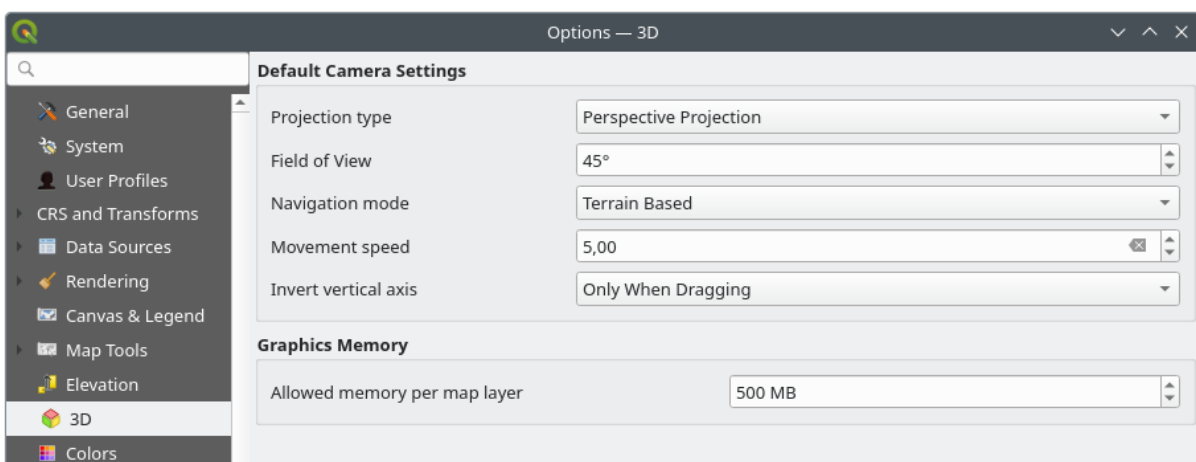 Options — 3D
Default Camera Settings
General
Projection type
Perspective Projection
System
Field of View
45°
User Profiles
Navigation mode
Terrain Based
CRS and Transforms
Data Sources
Movement speed
5,00
Rendering
Invert vertical axis
Only When Dragging
Canvas & Legend
Map Tools
Graphics Memory
Elevation
Allowed memory per map layer
500 MB
3D
Colors